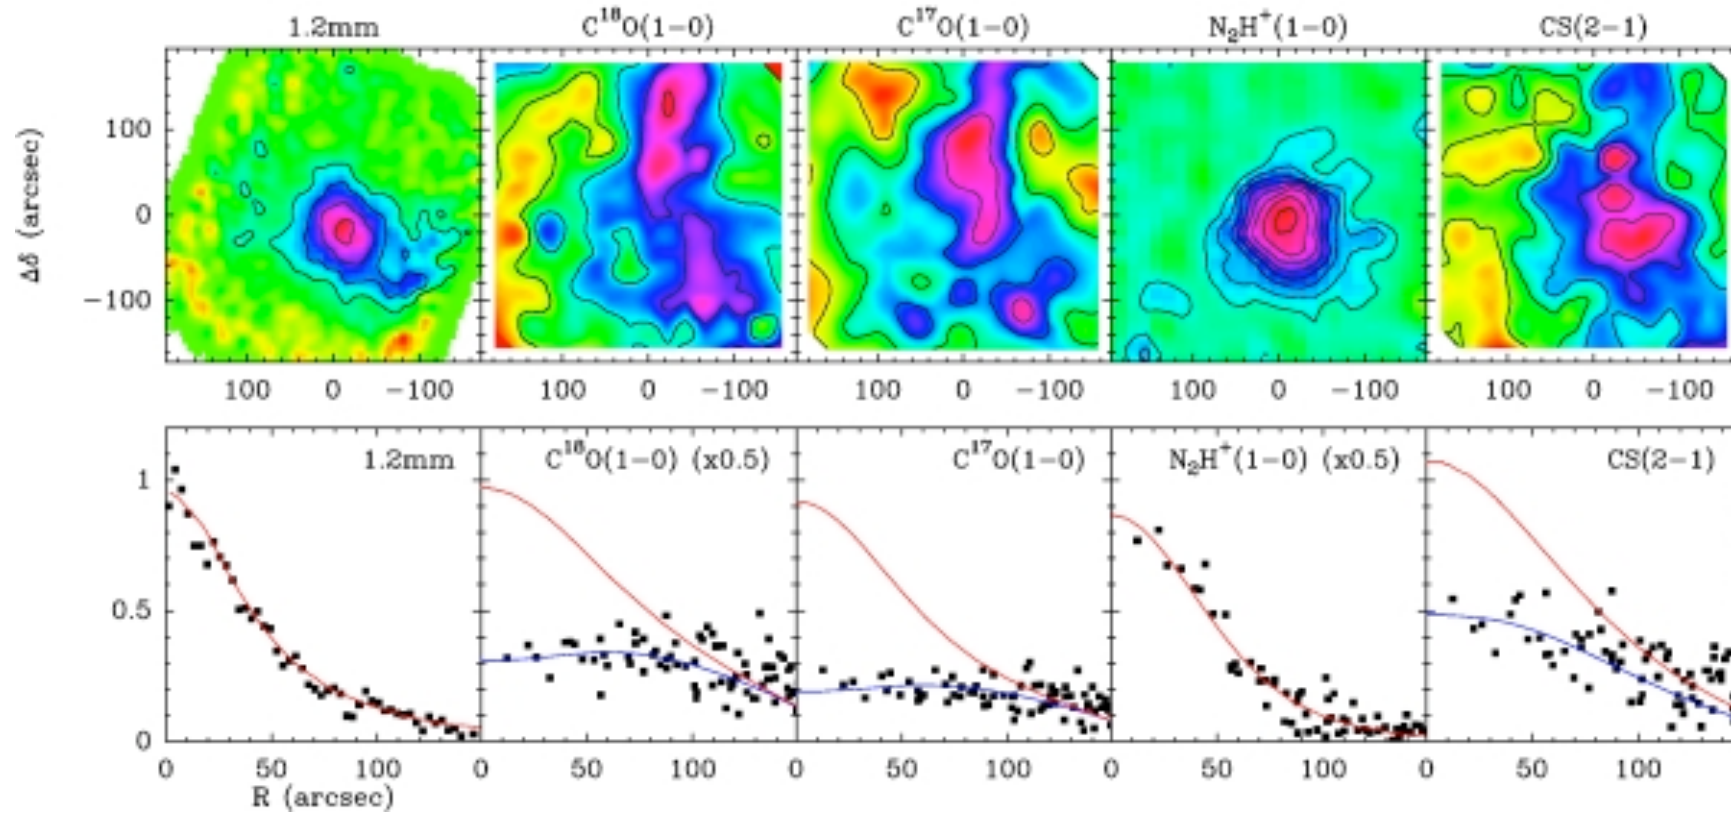 1.2mm C¹⁸O(1−0) C¹⁷O(1−0) N₂H⁺(1−0) CS(2−1)
Δδ (arcsec)
100
0
−100
100 0 −100 100 0 −100 100 0 −100 100 0 −100 100 0 −100
1.2mm C¹⁸O(1−0) (x0.5) C¹⁷O(1−0) N₂H⁺(1−0) (x0.5) CS(2−1)
1
0.5
0
0 50 100 0 50 100 0 50 100 0 50 100 0 50 100
R (arcsec)